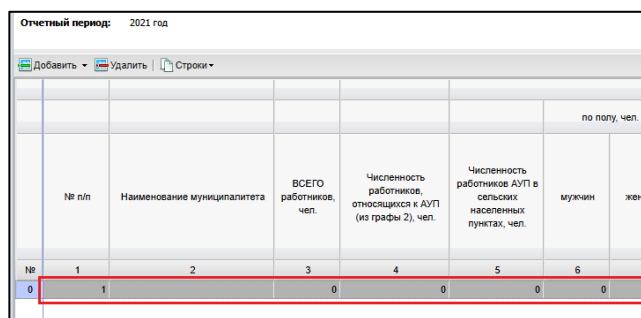 Отчетный период: 2021 год
Добавить Удалить Строки
по полу, чел.
№ п/п
Наименование муниципалитета
ВСЕГО
работников,
чел.
Численность
работников,
относящихся к АУП
(из графы 2), чел.
Численность
работников АУП в
сельских
населенных
пунктах, чел.
мужчин
жен
№ 1 2 3 4 5 6
0 1 0 0 0 0